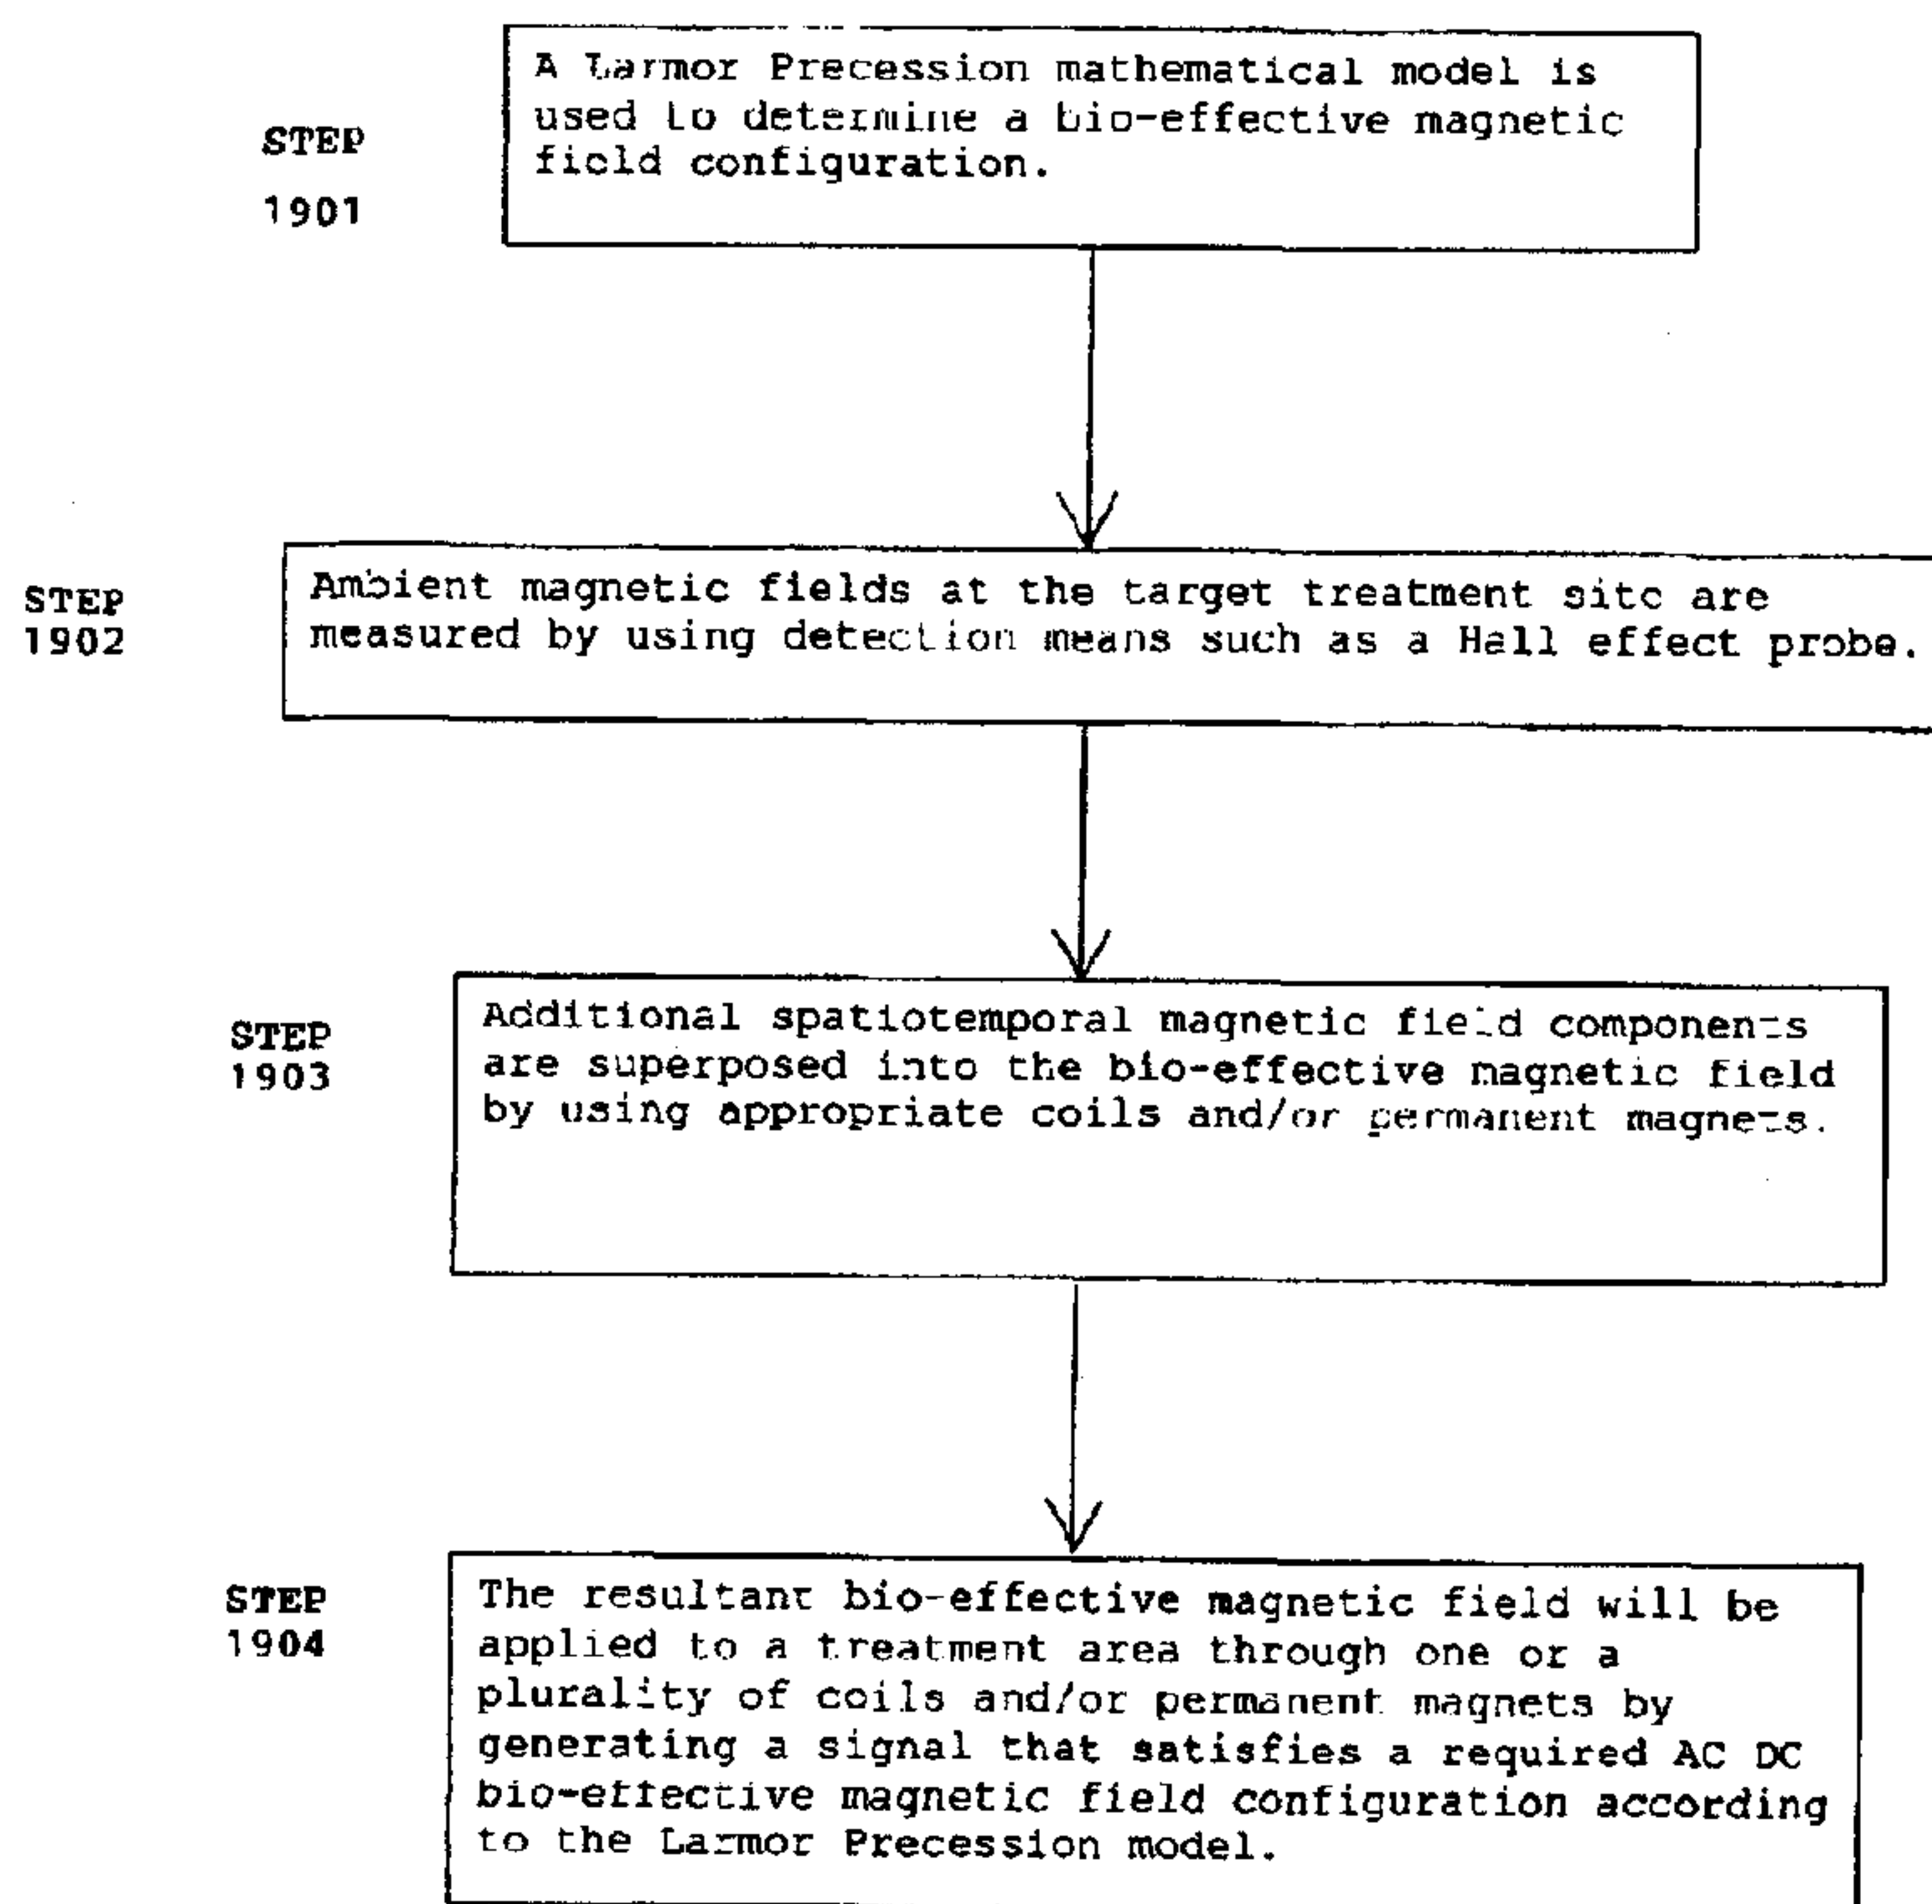 STEP
1901
A Larmor Precession mathematical model is
used to determine a bio-effective magnetic
field configuration.
STEP
1902
Ambient magnetic fields at the target treatment site are
measured by using detection means such as a Hall effect probe.
STEP
1903
Additional spatiotemporal magnetic field components
are superposed into the bio-effective magnetic field
by using appropriate coils and/or permanent magnets.
STEP
1904
The resultant bio-effective magnetic field will be
applied to a treatment area through one or a
plurality of coils and/or permanent magnets by
generating a signal that satisfies a required AC DC
bio-effective magnetic field configuration according
to the Larmor Precession model.